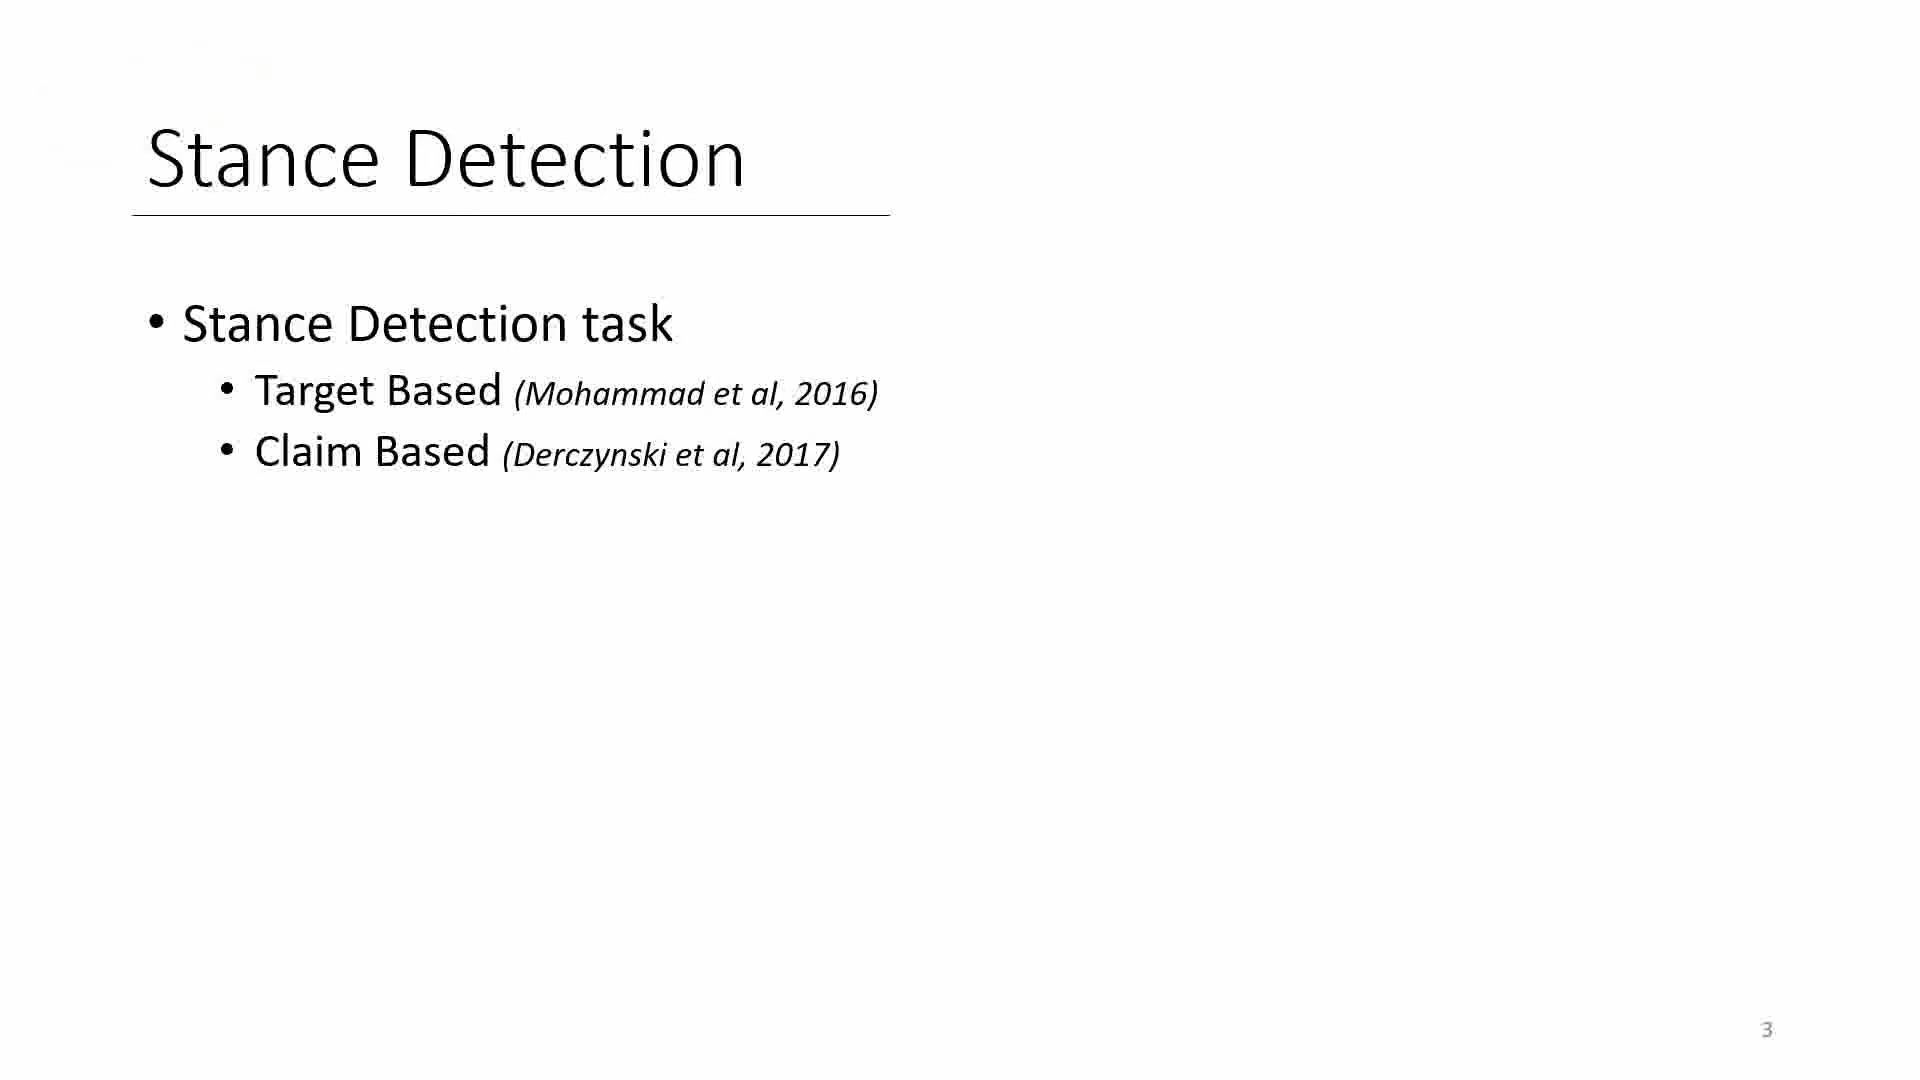 Stance Detection
• Stance Detection task
• Target Based (Mohammad et al, 2016)
• Claim Based (Derczynski et al, 2017)
3